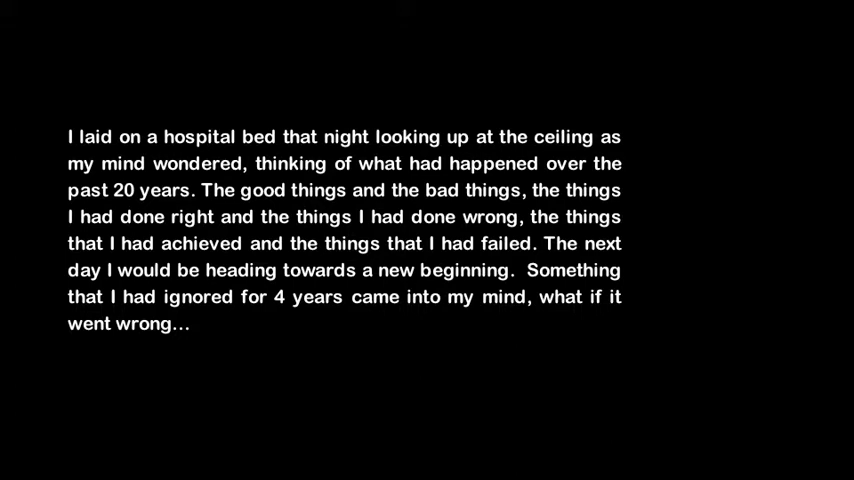 I laid on a hospital bed that night looking up at the ceiling as
my mind wondered, thinking of what had happened over the
past 20 years. The good things and the bad things, the things
I had done right and the things I had done wrong, the things
that I had achieved and the things that I had failed. The next
day I would be heading towards a new beginning.  Something
that I had ignored for 4 years came into my mind, what if it
went wrong...